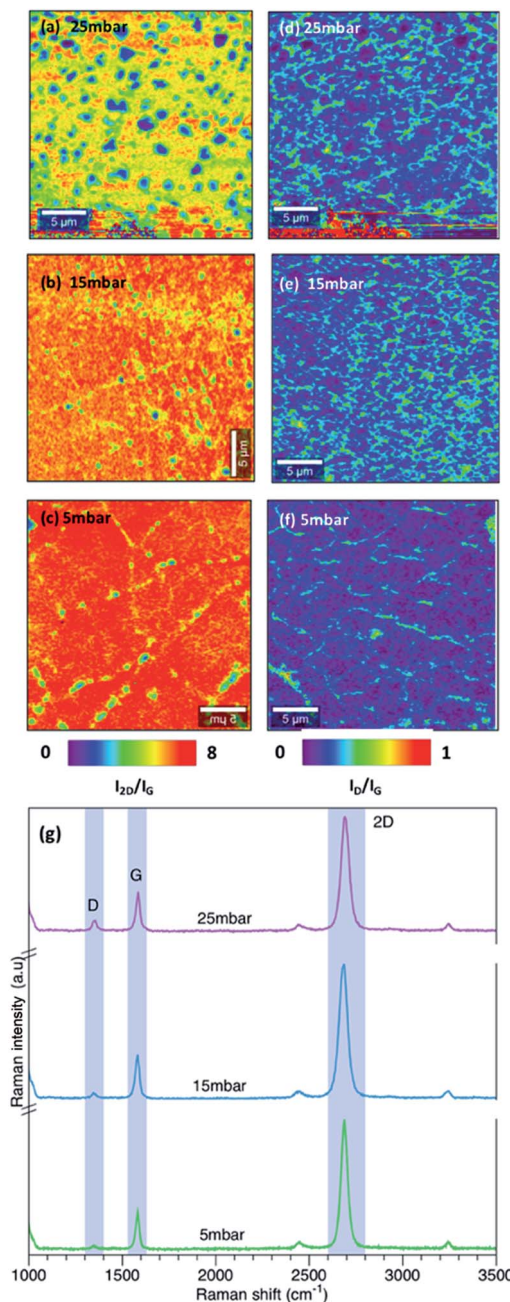 (a) 25mbar
(d) 25mbar
5 μm
5 μm
(b) 15mbar
(e) 15mbar
5 μm
5 μm
(c) 5mbar
(f) 5mbar
5 μm
5 μm
0 8
0 1
I2D/IG
ID/IG
(g)
2D
G
D
25mbar
15mbar
5mbar
Raman intensity (a.u)
1000 1500 2000 2500 3000 3500
Raman shift (cm-1)